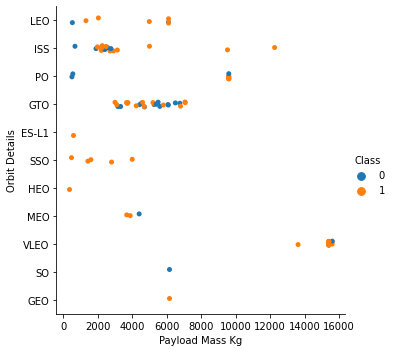 LEO
ISS
PO
GTO
ES-L1
SSO
HEO
MEO
VLEO
SO
GEO
Orbit Details
0 2000 4000 6000 8000 10000 12000 14000 16000
Payload Mass Kg
Class
0
1